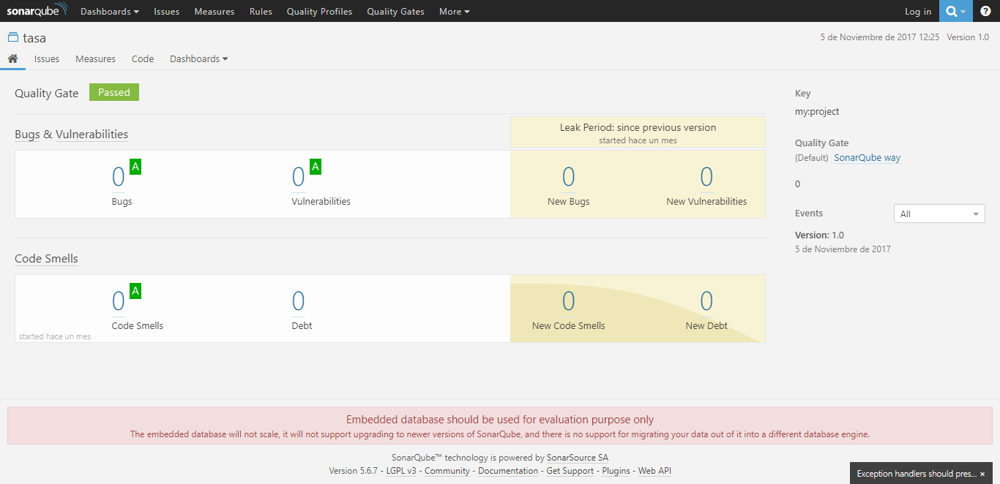 sonarqube Dashboards Issues Measures Rules Quality Profiles Quality Gates More Log in ?
tasa 5 de Noviembre de 2017 12:25 Version 1.0
Issues Measures Code Dashboards
Quality Gate Passed
Key
my:project
Leak Period: since previous version
started hace un mes
Bugs & Vulnerabilities
Quality Gate
(Default) SonarQube way
0 A 0 A 0 0
Bugs Vulnerabilities New Bugs New Vulnerabilities
0
Events All
Version: 1.0
5 de Noviembre de 2017
Code Smells
0 A 0 0 0
Code Smells Debt New Code Smells New Debt
started hace un mes
Embedded database should be used for evaluation purpose only
The embedded database will not scale, it will not support upgrading to newer versions of SonarQube, and there is no support for migrating your data out of it into a different database engine.
SonarQube™ technology is powered by SonarSource SA
Version 5.6.7 - LGPL v3 - Community - Documentation - Get Support - Plugins - Web API
Exception handlers should pres... ×